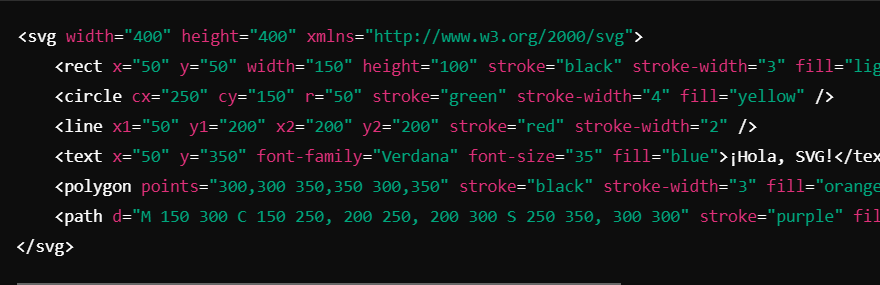 <svg width="400" height="400" xmlns="http://www.w3.org/2000/svg">
<rect x="50" y="50" width="150" height="100" stroke="black" stroke-width="3" fill="lig
<circle cx="250" cy="150" r="50" stroke="green" stroke-width="4" fill="yellow" />
<line x1="50" y1="200" x2="200" y2="200" stroke="red" stroke-width="2" />
<text x="50" y="350" font-family="Verdana" font-size="35" fill="blue">¡Hola, SVG!</tex
<polygon points="300,300 350,350 300,350" stroke="black" stroke-width="3" fill="orange
<path d="M 150 300 C 150 250, 200 250, 200 300 S 250 350, 300 300" stroke="purple" fil
</svg>